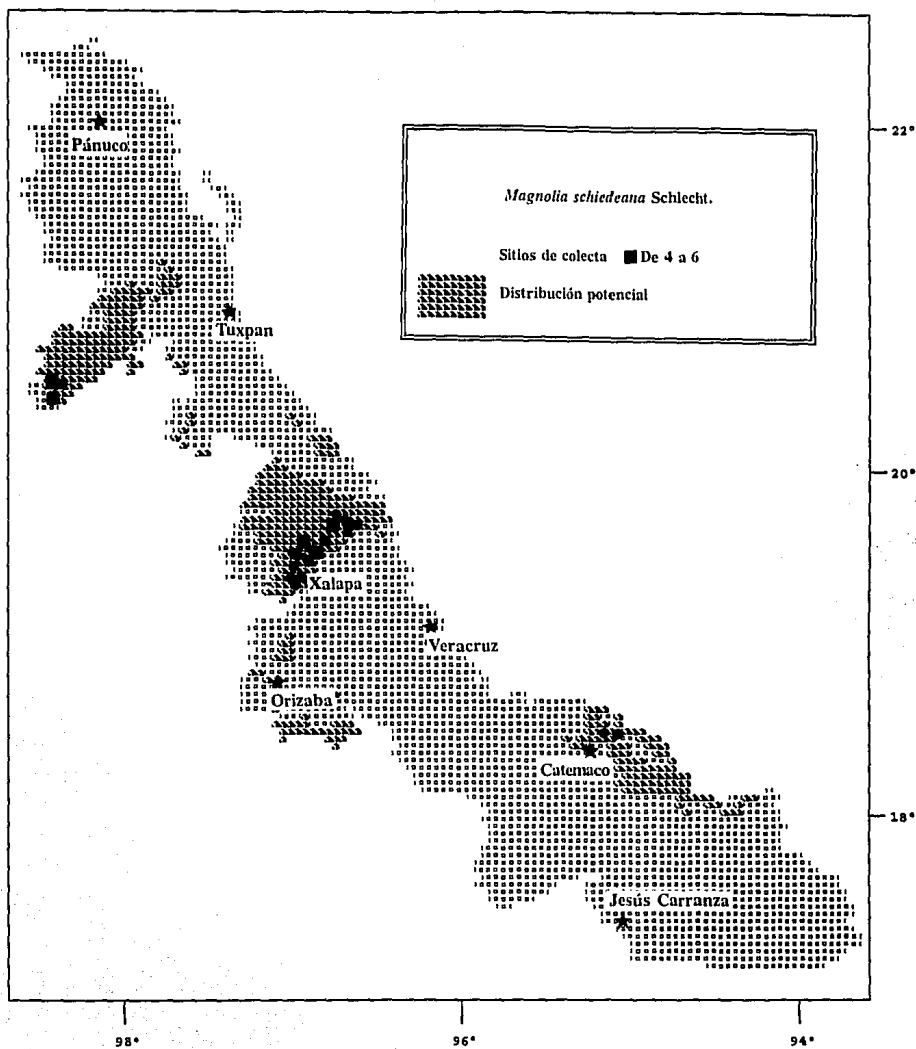 22°
Pánuco
Magnolia schiedeana Schlecht.
Sitios de colecta ■ De 4 a 6
Distribución potencial
Tuxpan
20°
Xalapa
Veracruz
Orizaba
Catemaco
18°
Jesús Carranza
98°
96°
94°